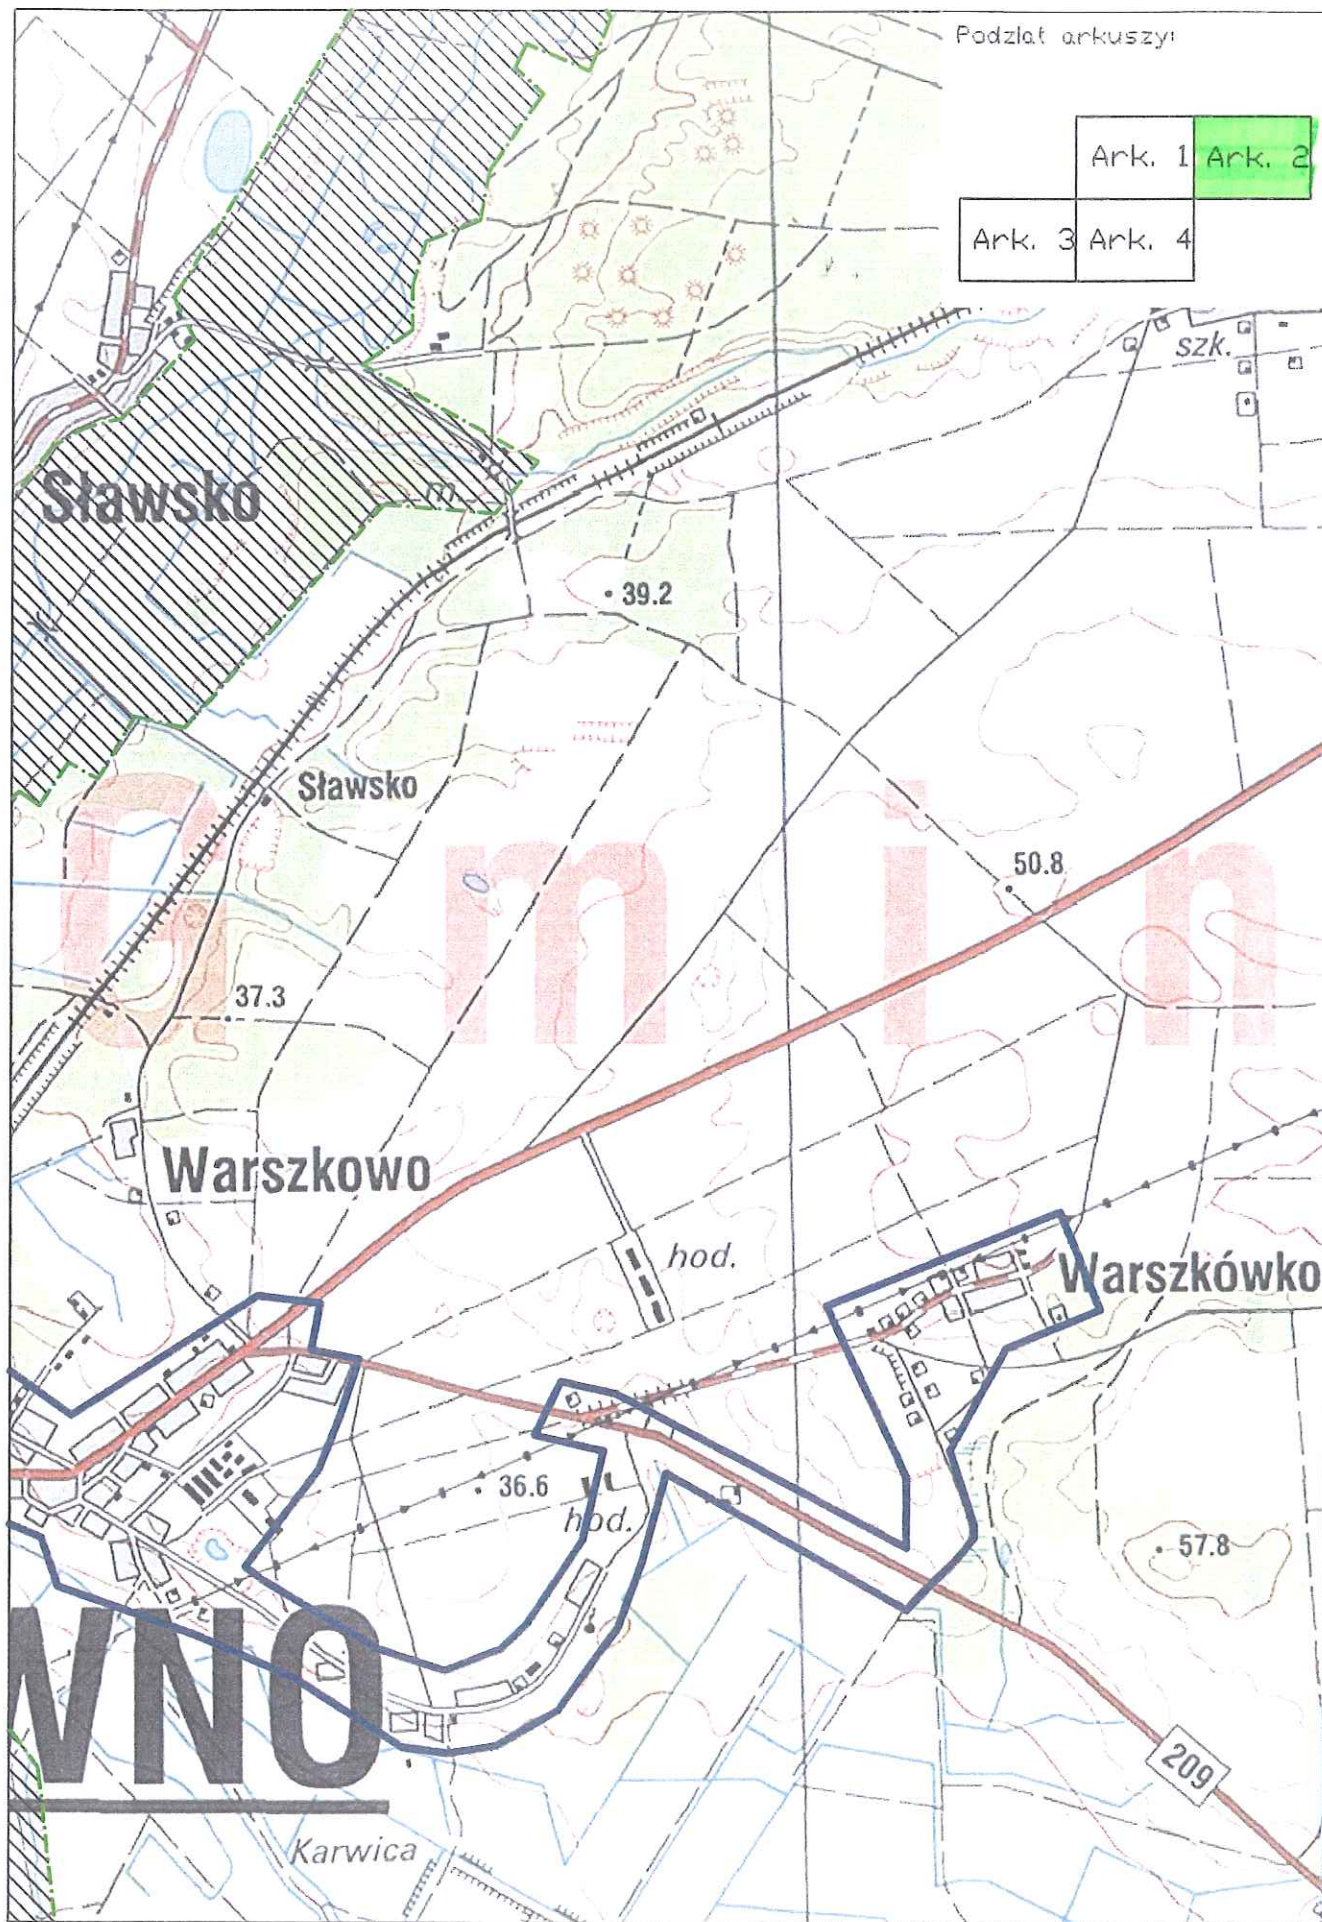 Podział arkuszy:
Ark. 1 Ark. 2
Ark. 3 Ark. 4
szk.
Sławsko
m
39.2
Sławsko
G m i n
50.8
37.3
Warszkowo
hod.
Warszkówko
36.6
hod.
57.8
WNO
209
Karwica